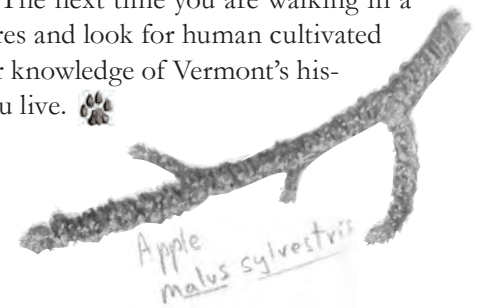 The next time you are walking in a
res and look for human cultivated
r knowledge of Vermont's his-
u live.
Apple
malus sylvestris